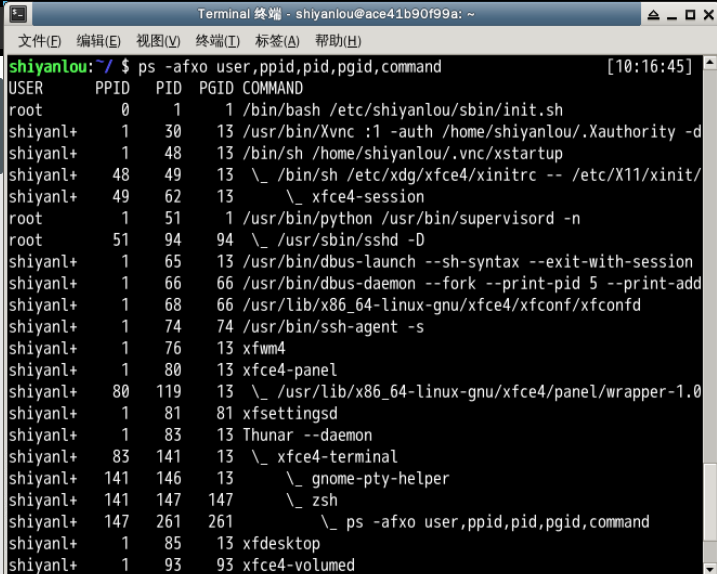 Terminal 终端 - shiyanlou@ace41b90f99a: ~
文件(F) 编辑(E) 视图(V) 终端(T) 标签(A) 帮助(H)
shiyanlou:~/ $ ps -afxo user,ppid,pid,pgid,command [10:16:45]
USER PPID PID PGID COMMAND
root 0 1 1 /bin/bash /etc/shiyanlou/sbin/init.sh
shiyanl+ 1 30 13 /usr/bin/Xvnc :1 -auth /home/shiyanlou/.Xauthority -d
shiyanl+ 1 48 13 /bin/sh /home/shiyanlou/.vnc/xstartup
shiyanl+ 48 49 13 \_ /bin/sh /etc/xdg/xfce4/xinitrc -- /etc/X11/xinit/
shiyanl+ 49 62 13 \_ xfce4-session
root 1 51 1 /usr/bin/python /usr/bin/supervisord -n
root 51 94 94 \_ /usr/sbin/sshd -D
shiyanl+ 1 65 13 /usr/bin/dbus-launch --sh-syntax --exit-with-session
shiyanl+ 1 66 66 /usr/bin/dbus-daemon --fork --print-pid 5 --print-add
shiyanl+ 1 68 66 /usr/lib/x86_64-linux-gnu/xfce4/xfconf/xfconfd
shiyanl+ 1 74 74 /usr/bin/ssh-agent -s
shiyanl+ 1 76 13 xfwm4
shiyanl+ 1 80 13 xfce4-panel
shiyanl+ 80 119 13 \_ /usr/lib/x86_64-linux-gnu/xfce4/panel/wrapper-1.0
shiyanl+ 1 81 81 xfsettingsd
shiyanl+ 1 83 13 Thunar --daemon
shiyanl+ 83 141 13 \_ xfce4-terminal
shiyanl+ 141 146 13 \_ gnome-pty-helper
shiyanl+ 141 147 147 \_ zsh
shiyanl+ 147 261 261 \_ ps -afxo user,ppid,pid,pgid,command
shiyanl+ 1 85 13 xfdesktop
shiyanl+ 1 93 93 xfce4-volumed